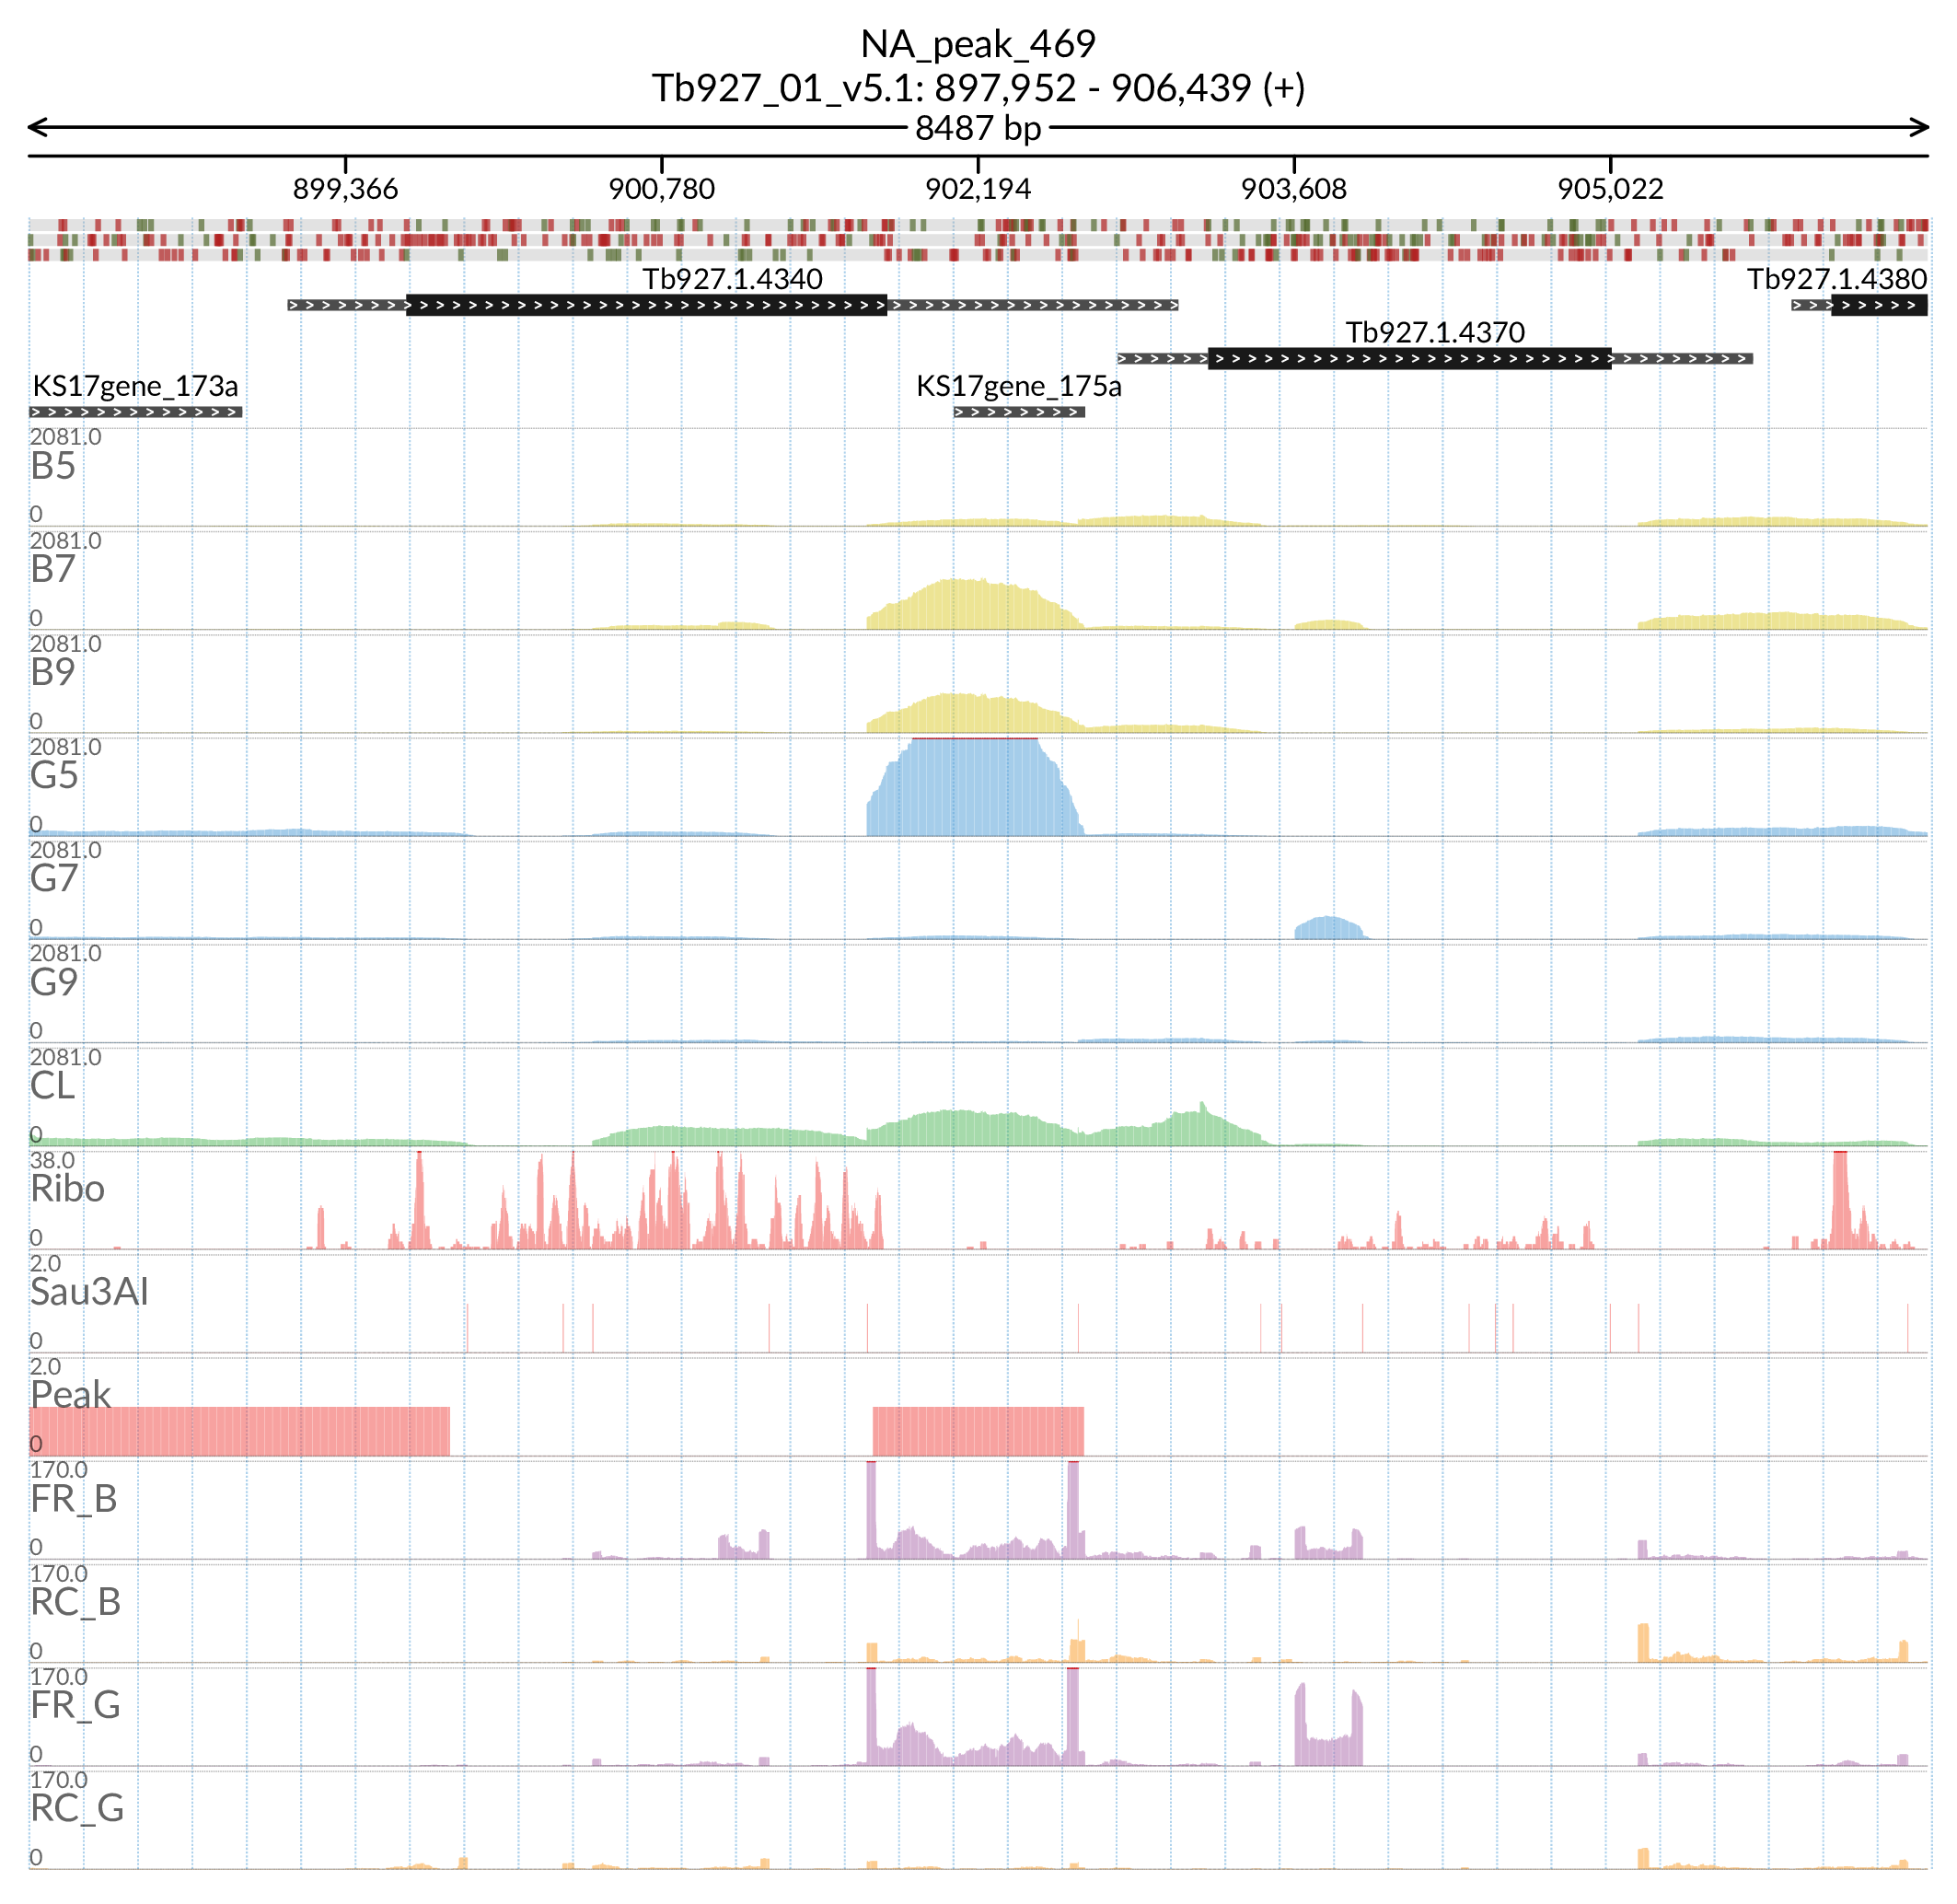 NA_peak_469
Tb927_01_v5.1: 897,952 - 906,439 (+)
8487 bp
899,366 900,780 902,194 903,608 905,022
Tb927.1.4340 Tb927.1.4380
Tb927.1.4370
KS17gene_173a KS17gene_175a
2081.0
B5
0
2081.0
B7
0
2081.0
B9
0
2081.0
G5
0
2081.0
G7
0
2081.0
G9
0
2081.0
CL
0
38.0
Ribo
0
2.0
Sau3AI
0
2.0
Peak
0
170.0
FR_B
0
170.0
RC_B
0
170.0
FR_G
0
170.0
RC_G
0